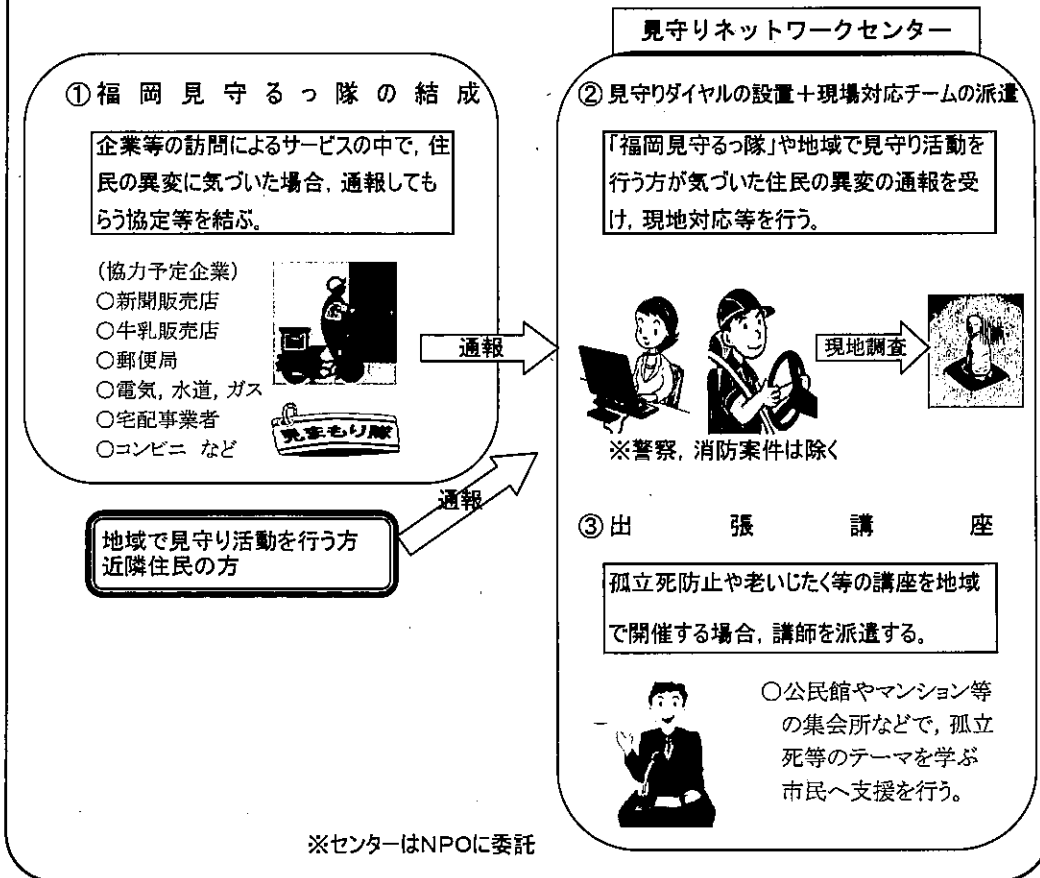 見守りネットワークセンター
①福岡見守るっ隊の結成
企業等の訪問によるサービスの中で，住
民の異変に気づいた場合，通報しても
らう協定等を結ぶ。
(協力予定企業)
○新聞販売店
○牛乳販売店
○郵便局
○電気，水道，ガス
○宅配事業者
○コンビニ など
見まもり隊
通報
地域で見守り活動を行う方
近隣住民の方
通報
②見守りダイヤルの設置＋現場対応チームの派遣
「福岡見守るっ隊」や地域で見守り活動を
行う方が気づいた住民の異変の通報を受
け，現地対応等を行う。
現地調査
※警察，消防案件は除く
③出張講座
孤立死防止や老いじたく等の講座を地域
で開催する場合，講師を派遣する。
○公民館やマンション等
の集会所などで，孤立
死等のテーマを学ぶ
市民へ支援を行う。
※センターはNPOに委託